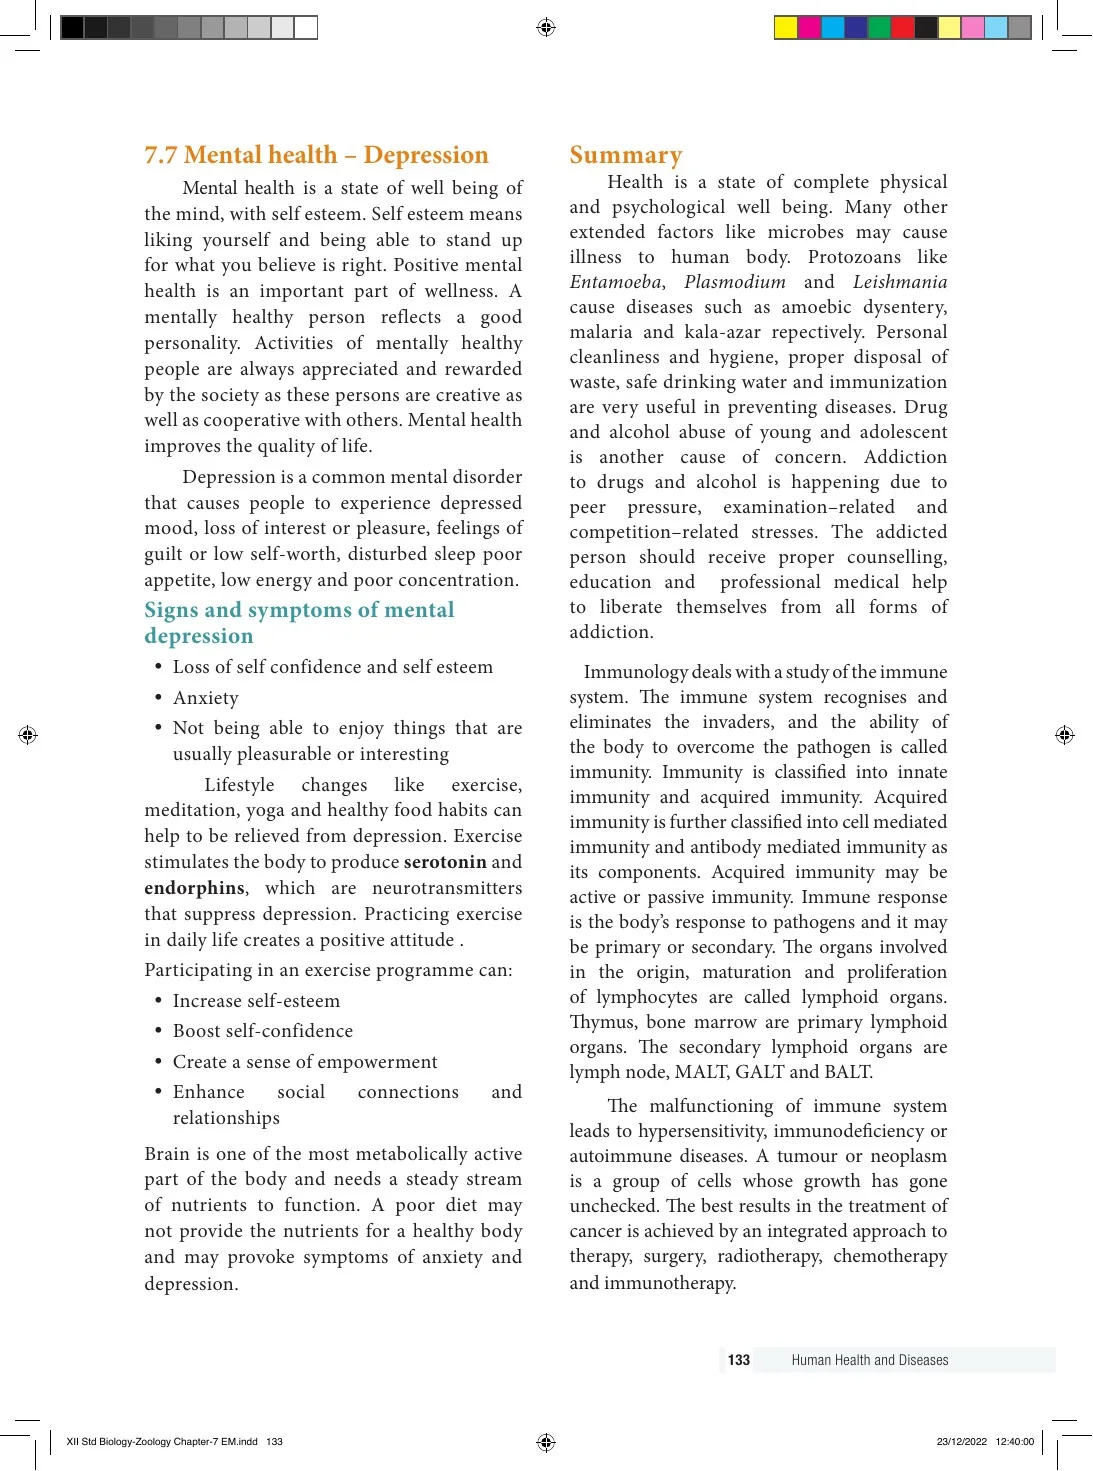 7.7 Mental health – Depression
Mental health is a state of well being of
the mind, with self esteem. Self esteem means
liking yourself and being able to stand up
for what you believe is right. Positive mental
health is an important part of wellness. A
mentally healthy person reflects a good
personality. Activities of mentally healthy
people are always appreciated and rewarded
by the society as these persons are creative as
well as cooperative with others. Mental health
improves the quality of life.
Depression is a common mental disorder
that causes people to experience depressed
mood, loss of interest or pleasure, feelings of
guilt or low self-worth, disturbed sleep poor
appetite, low energy and poor concentration.
Signs and symptoms of mental
depression
• Loss of self confidence and self esteem
• Anxiety
• Not being able to enjoy things that are
usually pleasurable or interesting
Lifestyle changes like exercise,
meditation, yoga and healthy food habits can
help to be relieved from depression. Exercise
stimulates the body to produce serotonin and
endorphins, which are neurotransmitters
that suppress depression. Practicing exercise
in daily life creates a positive attitude .
Participating in an exercise programme can:
• Increase self-esteem
• Boost self-confidence
• Create a sense of empowerment
• Enhance social connections and
relationships
Brain is one of the most metabolically active
part of the body and needs a steady stream
of nutrients to function. A poor diet may
not provide the nutrients for a healthy body
and may provoke symptoms of anxiety and
depression.
Summary
Health is a state of complete physical
and psychological well being. Many other
extended factors like microbes may cause
illness to human body. Protozoans like
Entamoeba, Plasmodium and Leishmania
cause diseases such as amoebic dysentery,
malaria and kala-azar repectively. Personal
cleanliness and hygiene, proper disposal of
waste, safe drinking water and immunization
are very useful in preventing diseases. Drug
and alcohol abuse of young and adolescent
is another cause of concern. Addiction
to drugs and alcohol is happening due to
peer pressure, examination–related and
competition–related stresses. The addicted
person should receive proper counselling,
education and professional medical help
to liberate themselves from all forms of
addiction.
Immunology deals with a study of the immune
system. The immune system recognises and
eliminates the invaders, and the ability of
the body to overcome the pathogen is called
immunity. Immunity is classified into innate
immunity and acquired immunity. Acquired
immunity is further classified into cell mediated
immunity and antibody mediated immunity as
its components. Acquired immunity may be
active or passive immunity. Immune response
is the body’s response to pathogens and it may
be primary or secondary. The organs involved
in the origin, maturation and proliferation
of lymphocytes are called lymphoid organs.
Thymus, bone marrow are primary lymphoid
organs. The secondary lymphoid organs are
lymph node, MALT, GALT and BALT.
The malfunctioning of immune system
leads to hypersensitivity, immunodeficiency or
autoimmune diseases. A tumour or neoplasm
is a group of cells whose growth has gone
unchecked. The best results in the treatment of
cancer is achieved by an integrated approach to
therapy, surgery, radiotherapy, chemotherapy
and immunotherapy.
133 Human Health and Diseases
XII Std Biology-Zoology Chapter-7 EM.indd 133
23/12/2022 12:40:00